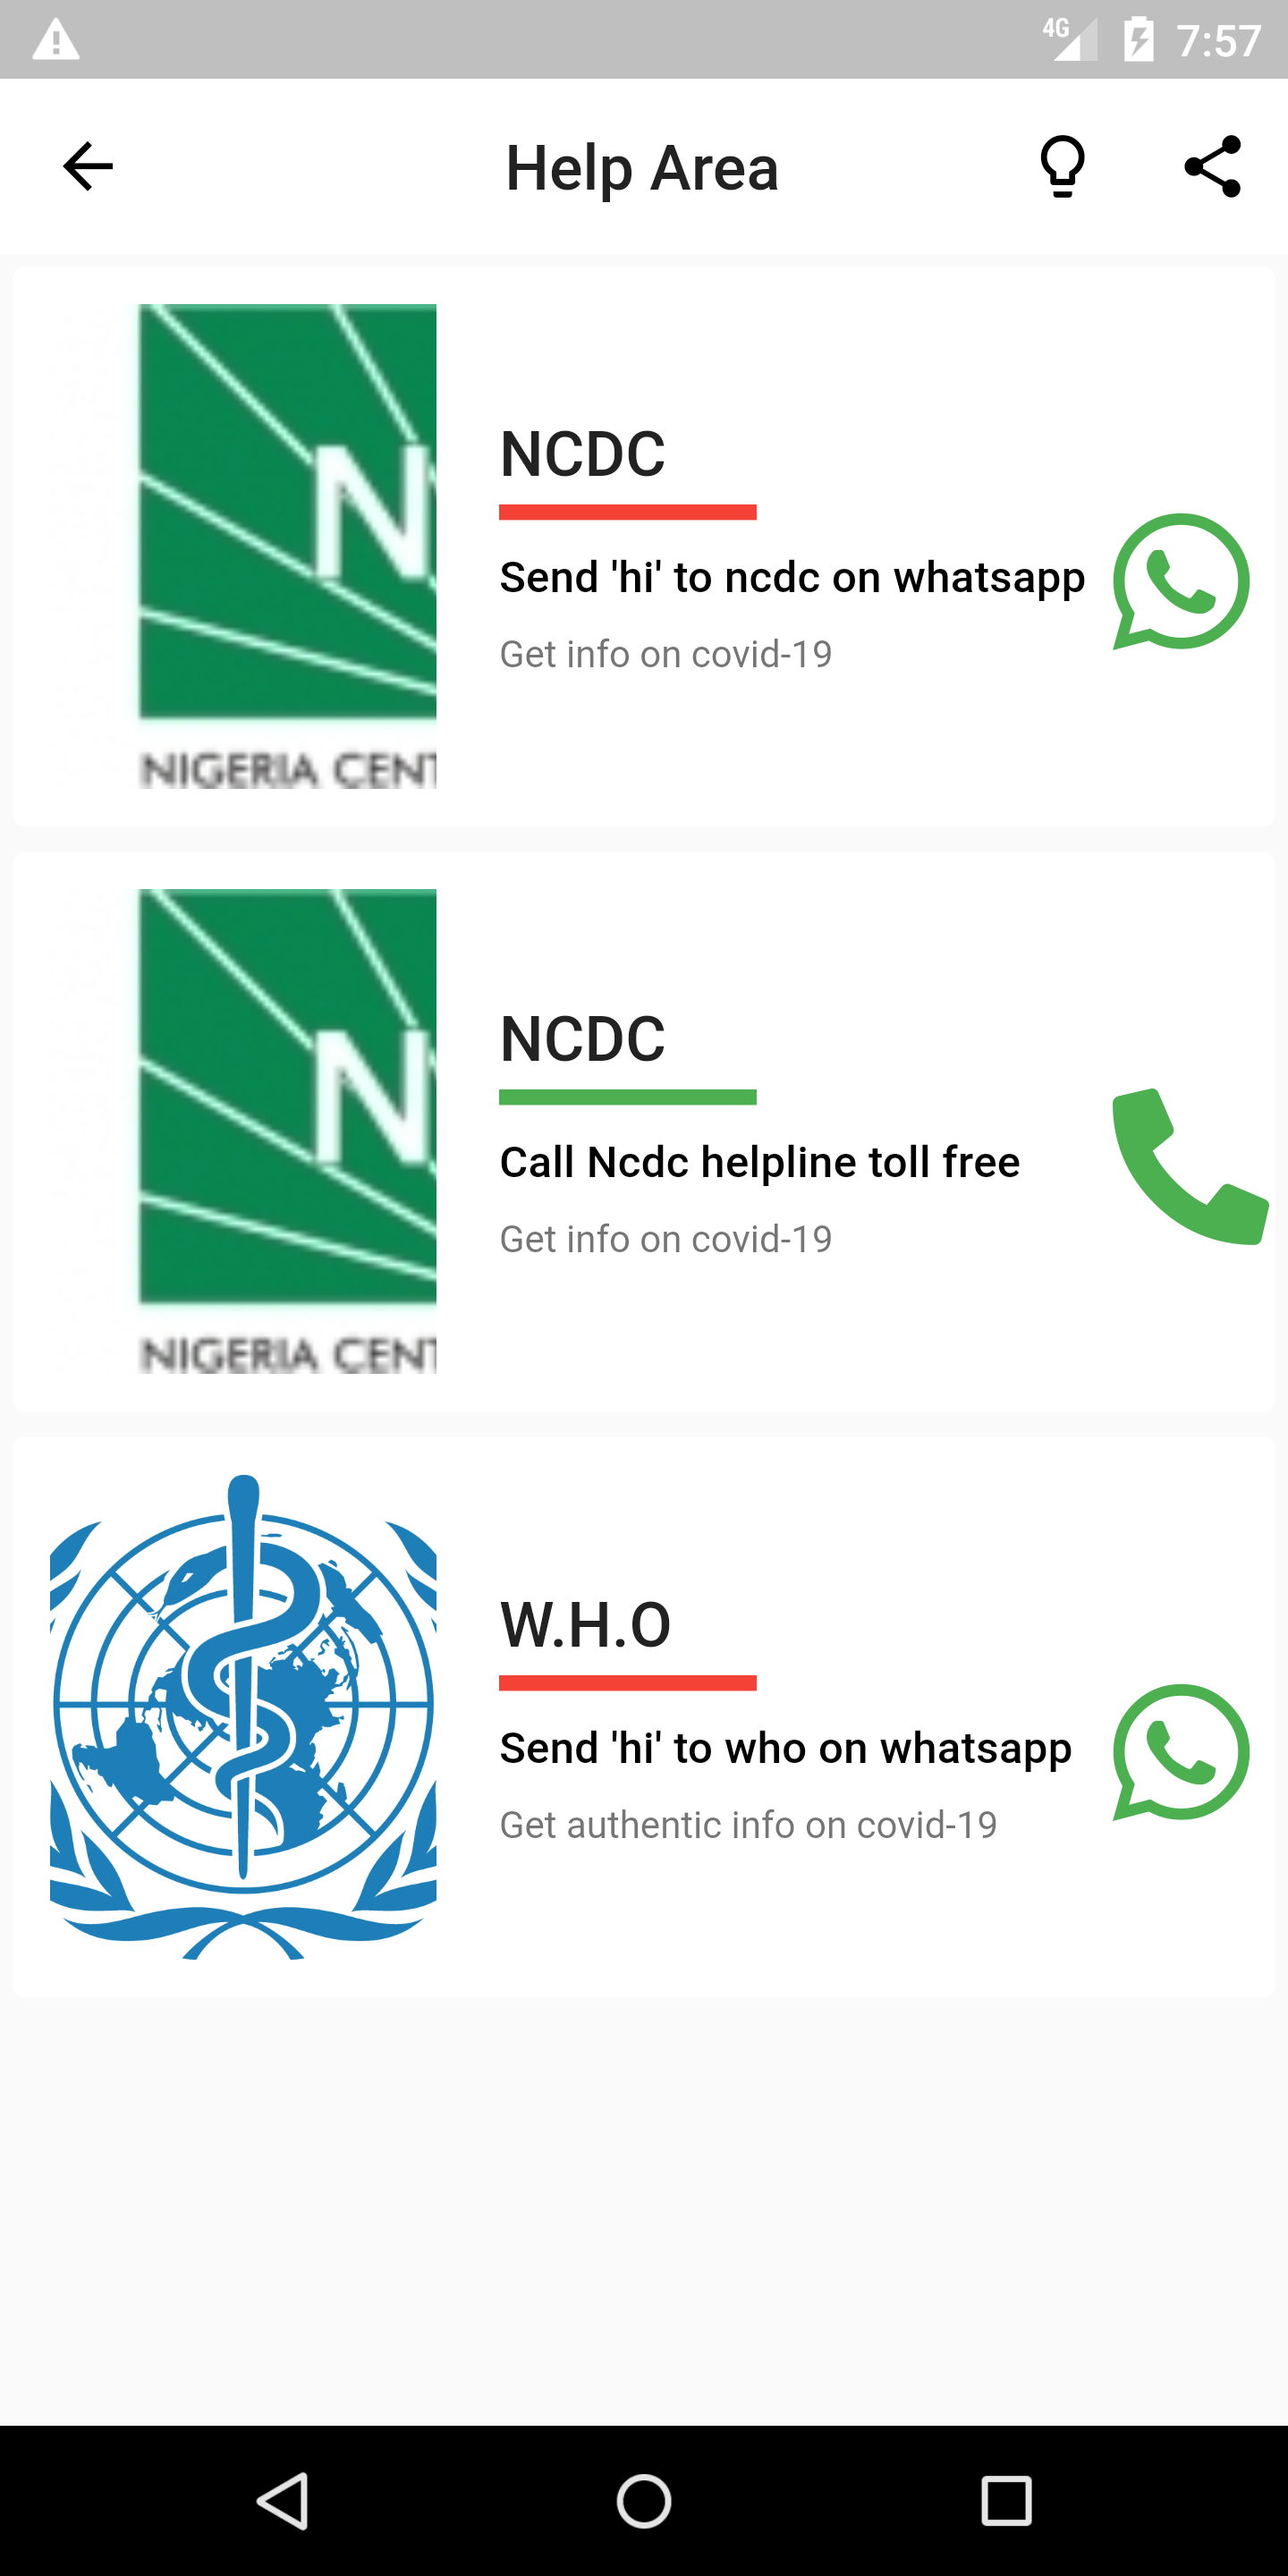 4G 7:57
Help Area
N
NIGERIA CENT
NCDC
Send 'hi' to ncdc on whatsapp
Get info on covid-19
N
NIGERIA CENT
NCDC
Call Ncdc helpline toll free
Get info on covid-19
W.H.O
Send 'hi' to who on whatsapp
Get authentic info on covid-19